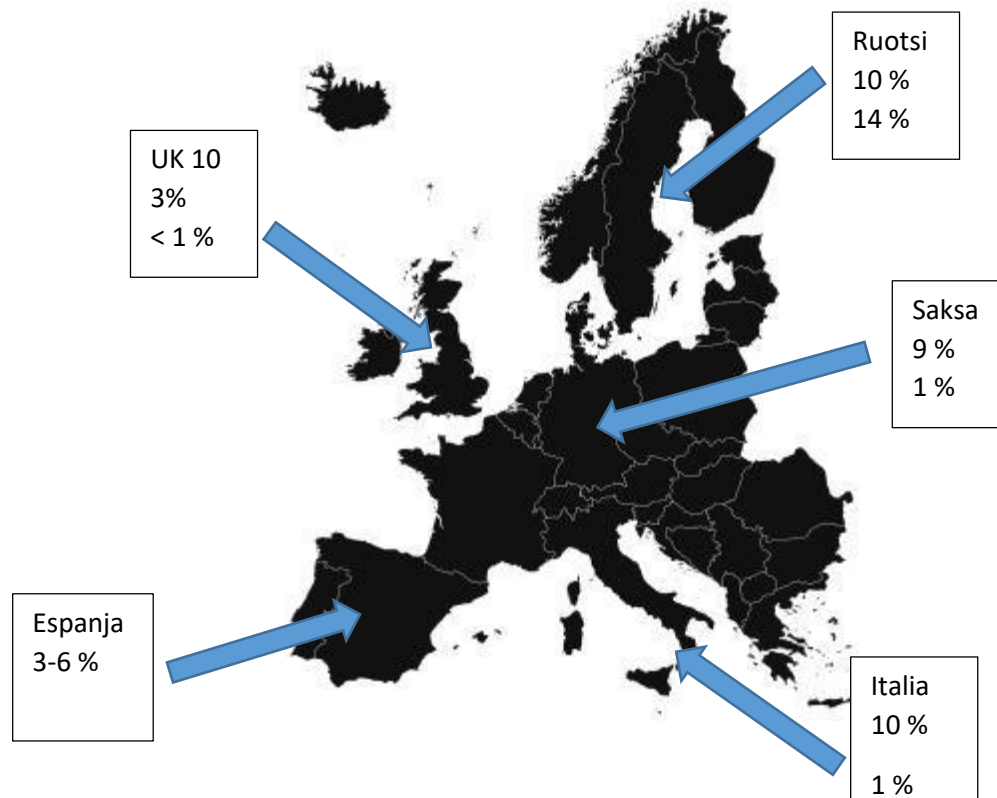 Ruotsi
10 %
14 %
UK 10
3%
< 1 %
Saksa
9 %
1 %
Espanja
3-6 %
Italia
10 %
1 %